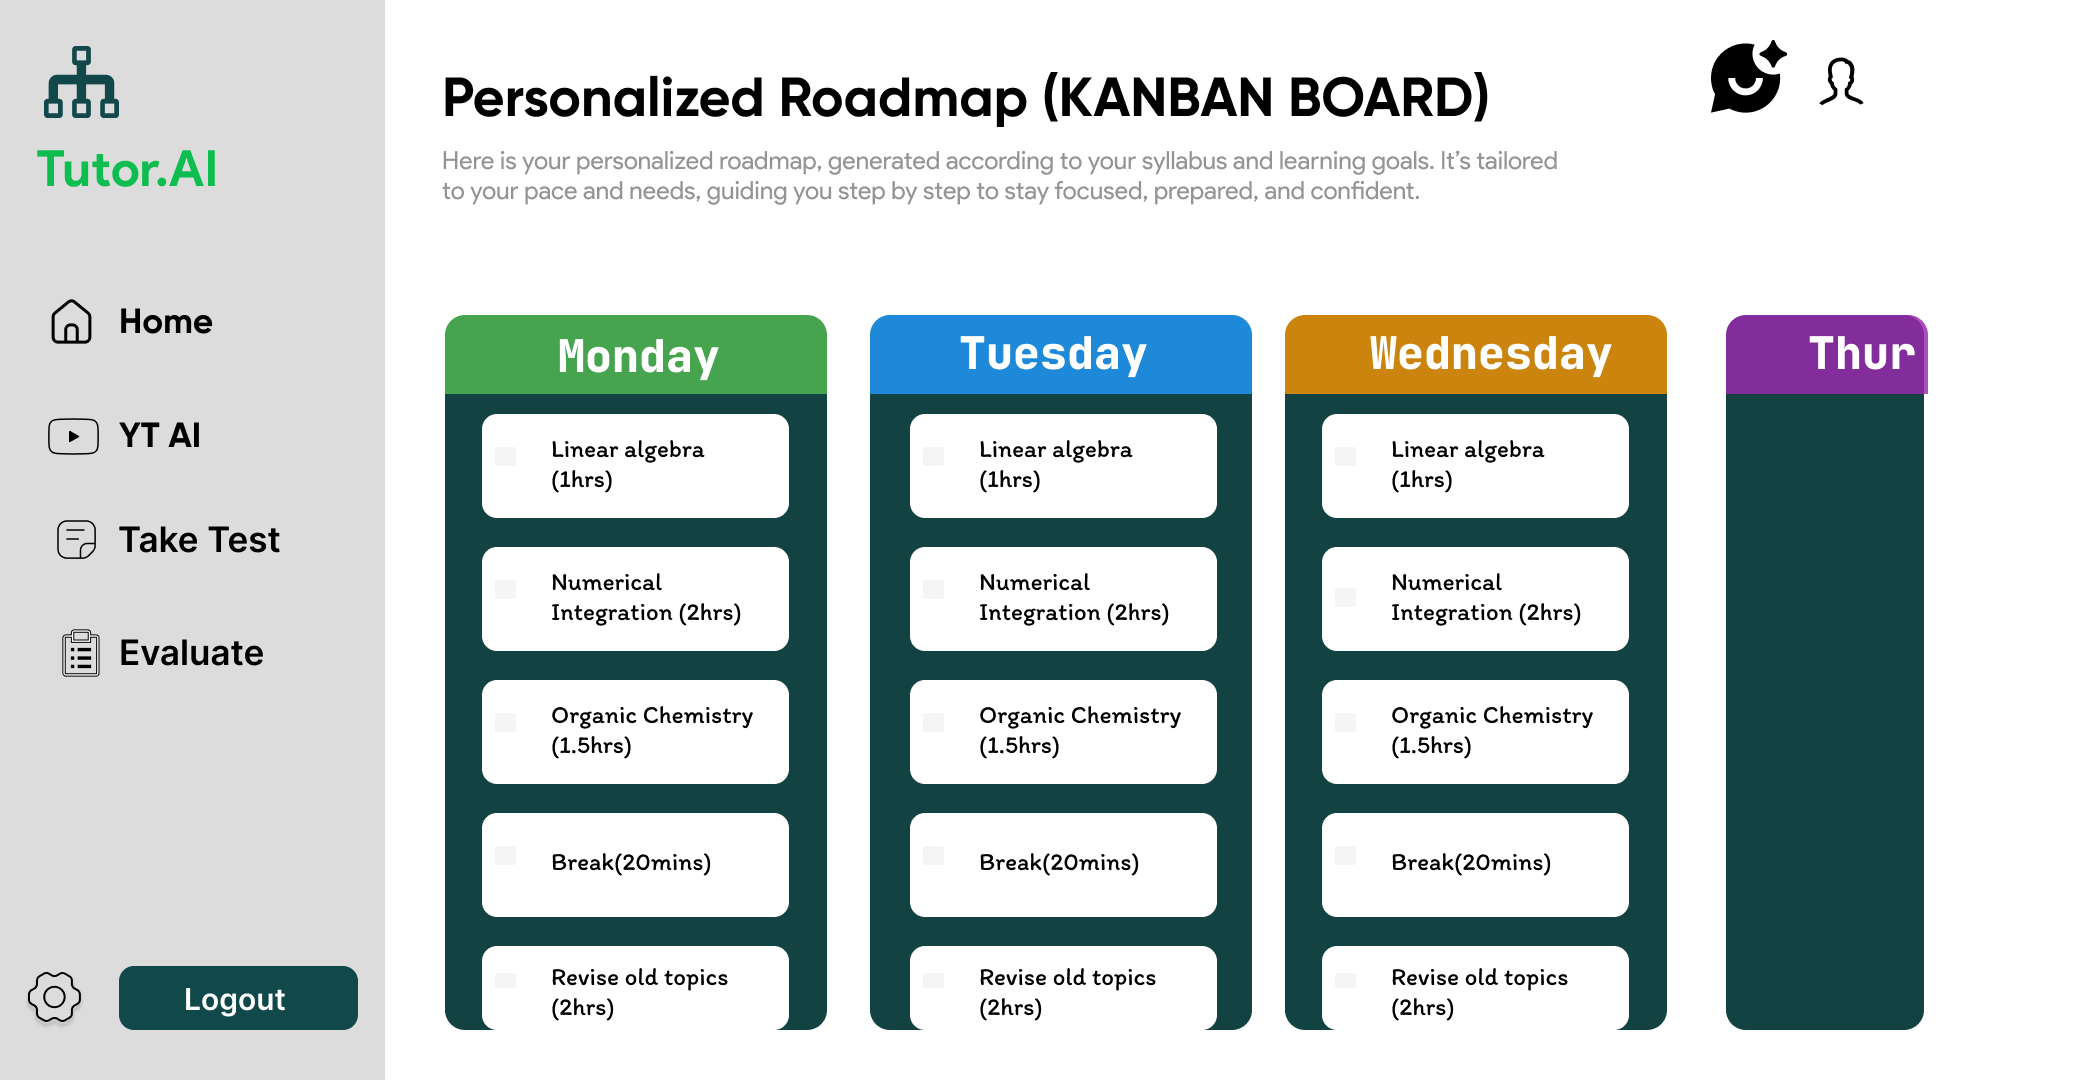 Tutor.AI
Home
YT AI
Take Test
Evaluate
Logout
Personalized Roadmap (KANBAN BOARD)
Here is your personalized roadmap, generated according to your syllabus and learning goals. It’s tailored
to your pace and needs, guiding you step by step to stay focused, prepared, and confident.
Monday
Linear algebra
(1hrs)
Numerical
Integration (2hrs)
Organic Chemistry
(1.5hrs)
Break(20mins)
Revise old topics
(2hrs)
Tuesday
Linear algebra
(1hrs)
Numerical
Integration (2hrs)
Organic Chemistry
(1.5hrs)
Break(20mins)
Revise old topics
(2hrs)
Wednesday
Linear algebra
(1hrs)
Numerical
Integration (2hrs)
Organic Chemistry
(1.5hrs)
Break(20mins)
Revise old topics
(2hrs)
Thur